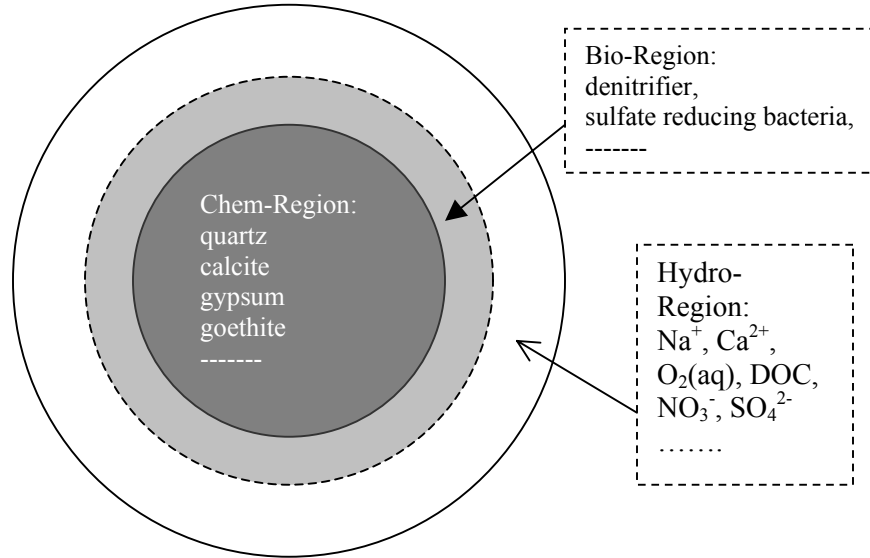 Chem-Region:
quartz
calcite
gypsum
goethite
-------
Bio-Region:
denitrifier,
sulfate reducing bacteria,
-------
Hydro-
Region:
Na⁺, Ca²⁺,
O₂(aq), DOC,
NO₃⁻, SO₄²⁻
.......